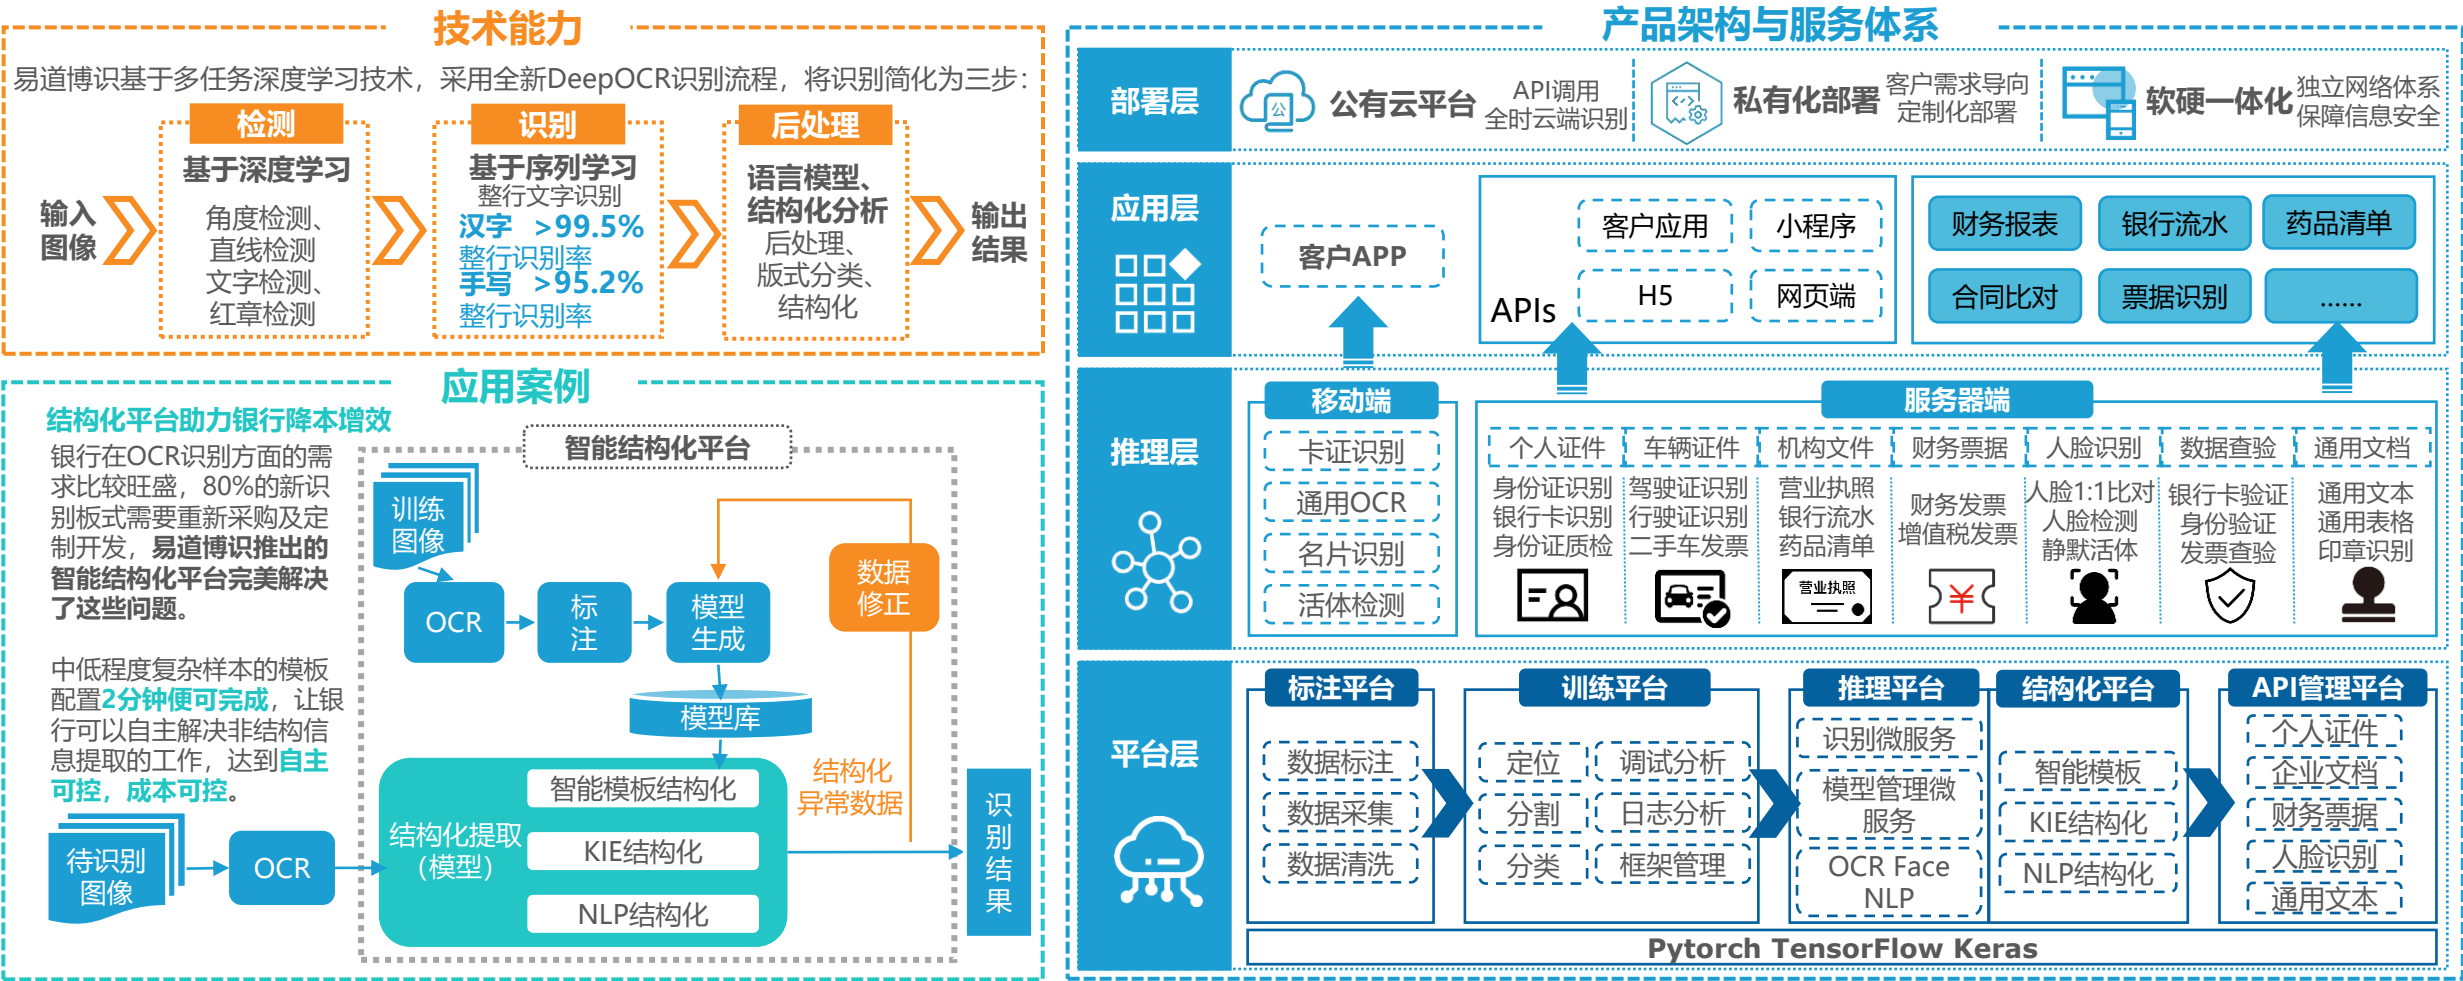 技术能力
易道博识基于多任务深度学习技术，采用全新DeepOCR识别流程，将识别简化为三步：
输入
图像
检测
基于深度学习
角度检测、
直线检测
文字检测、
红章检测
识别
基于序列学习
整行文字识别
汉字 >99.5%
整行识别率
手写 >95.2%
整行识别率
后处理
语言模型、
结构化分析
后处理、
版式分类、
结构化
输出
结果
应用案例
结构化平台助力银行降本增效
银行在OCR识别方面的需
求比较旺盛，80%的新识
别板式需要重新采购及定
制开发，易道博识推出的
智能结构化平台完美解决
了这些问题。
中低程度复杂样本的模板
配置2分钟便可完成，让银
行可以自主解决非结构信
息提取的工作，达到自主
可控，成本可控。
智能结构化平台
训练
图像
OCR
标
注
模型
生成
数据
修正
模型库
结构化
异常数据
待识别
图像
OCR
结构化提取
（模型）
智能模板结构化
KIE结构化
NLP结构化
识
别
结
果
产品架构与服务体系
部署层
公
公有云平台
API调用
全时云端识别
私有化部署
客户需求导向
定制化部署
软硬一体化
独立网络体系
保障信息安全
应用层
客户APP
APIs
客户应用
小程序
H5
网页端
财务报表
银行流水
药品清单
合同比对
票据识别
......
推理层
移动端
卡证识别
通用OCR
名片识别
活体检测
服务器端
个人证件
身份证识别
银行卡识别
身份证质检
车辆证件
驾驶证识别
行驶证识别
二手车发票
机构文件
营业执照
银行流水
药品清单
营业执照
财务票据
财务发票
增值税发票
¥
人脸识别
人脸1:1比对
人脸检测
静默活体
数据查验
银行卡验证
身份验证
发票查验
通用文档
通用文本
通用表格
印章识别
平台层
标注平台
数据标注
数据采集
数据清洗
训练平台
定位
调试分析
分割
日志分析
分类
框架管理
推理平台
识别微服务
模型管理微
服务
OCR Face
NLP
结构化平台
智能模板
KIE结构化
NLP结构化
API管理平台
个人证件
企业文档
财务票据
人脸识别
通用文本
Pytorch TensorFlow Keras